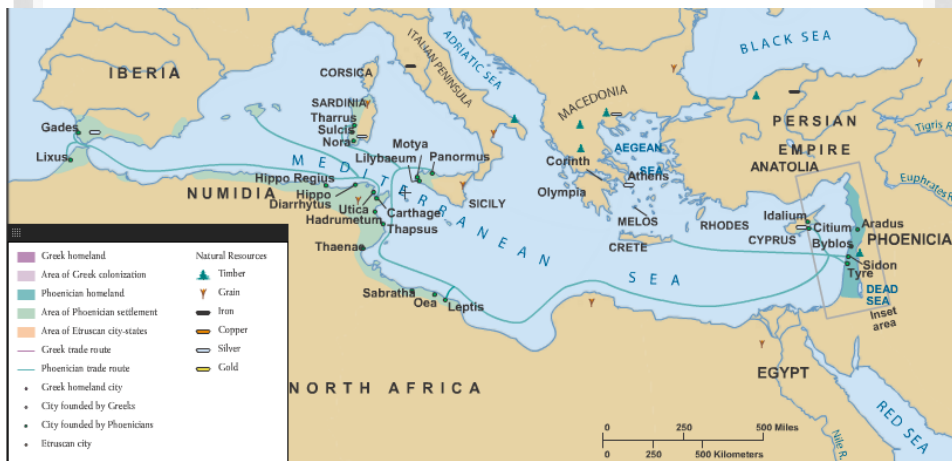 BLACK SEA
ITALIAN PENINSULA
ADRIATIC SEA
IBERIA
CORSICA
MACEDONIA
SARDINIA
Tharrus
Sulcis
Nora
Gades
PERSIAN
EMPIRE
Tigris R.
Motya
Lilybaeum
Panormus
AEGEAN
SEA
ANATOLIA
Lixus
Corinth
Athens
Euphrates R.
MEDITERRANEAN SEA
Hippo Regius
Olympia
NUMIDIA
Hippo
Diarrhytus
SICILY
Utica
Carthage
MELOS
RHODES
Idalium
Citium
Aradus
Hadrumetum
Thapsus
CRETE
CYPRUS
Byblos
PHOENICIA
Thaenae
Sidon
Tyre
DEAD
SEA
Sabratha
Oea
Leptis
Inset
area
EGYPT
NORTH AFRICA
RED SEA
Nile R.
0 250 500 Miles
0 250 500 Kilometers
Greek homeland
Area of Greek colonization
Phoenician homeland
Area of Phoenician settlement
Area of Etruscan city-states
Greek trade route
Phoenician trade route
Greek homeland city
City founded by Greeks
City founded by Phoenicians
Etruscan city
Natural Resources
Timber
Grain
Iron
Copper
Silver
Gold